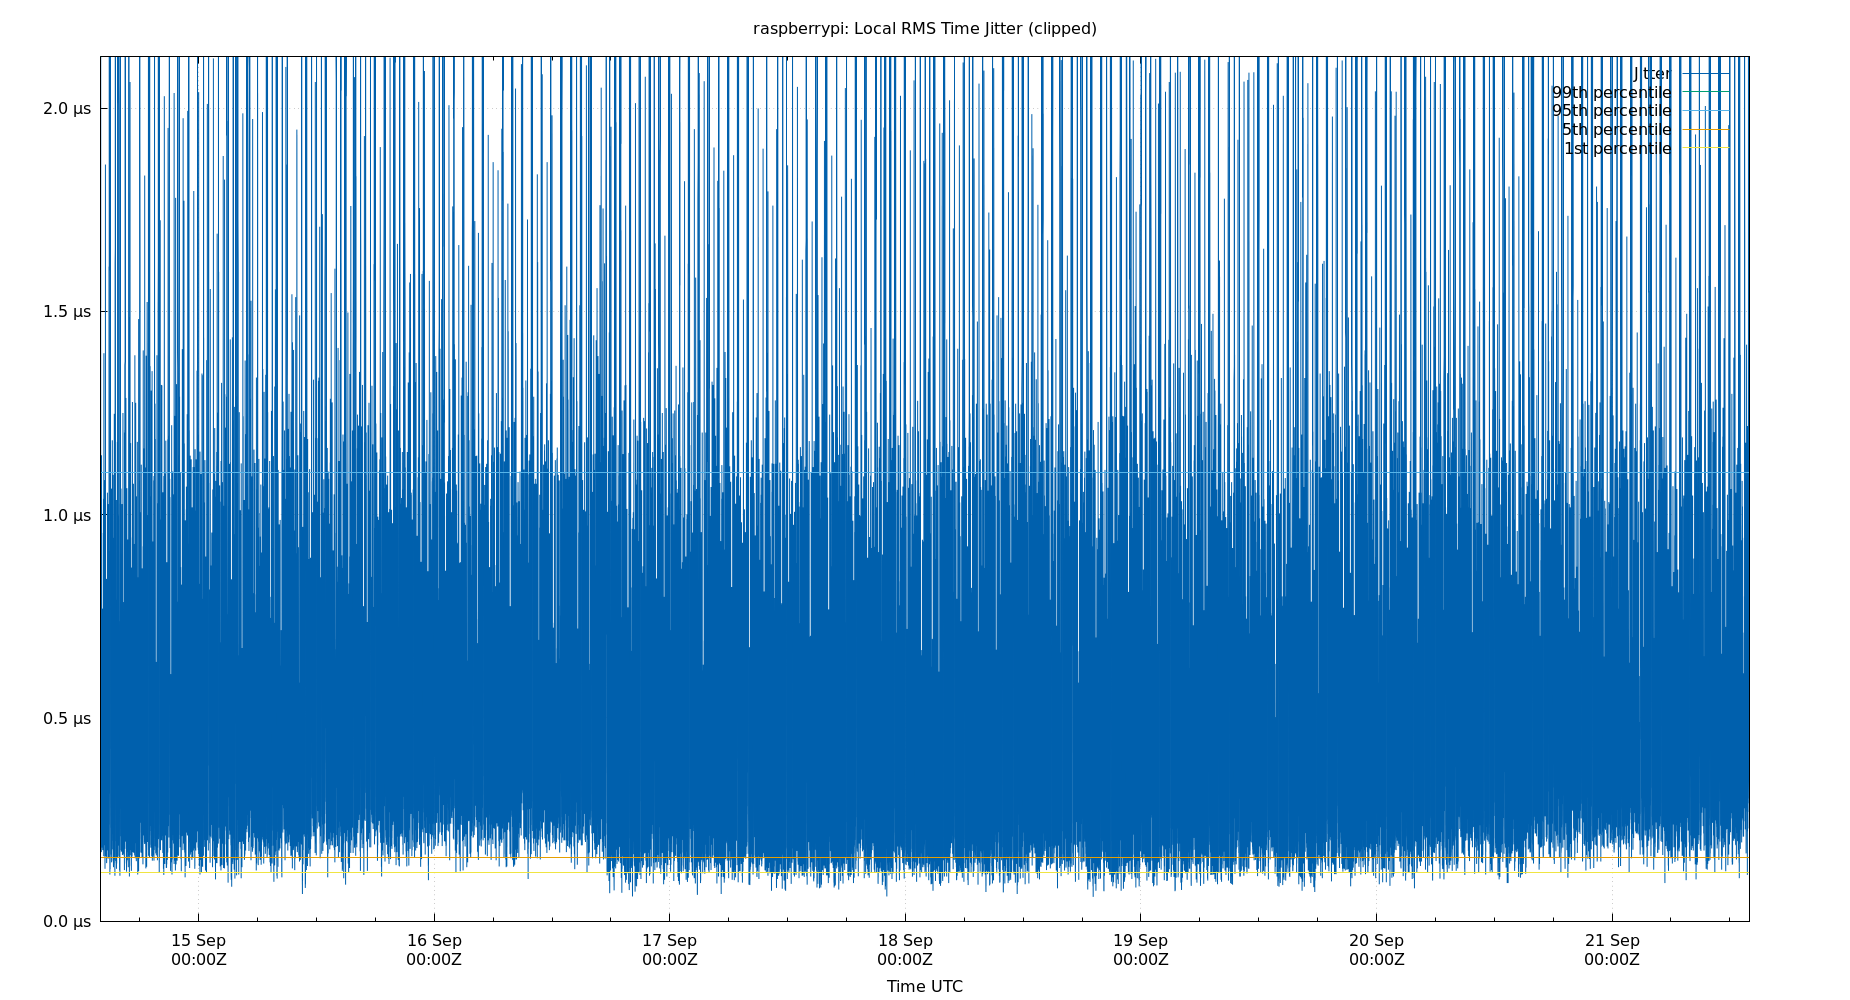 raspberrypi: Local RMS Time Jitter (clipped)
Jitter
99th percentile
95th percentile
5th percentile
1st percentile
2.0 µs
1.5 µs
1.0 µs
0.5 µs
0.0 µs
15 Sep 16 Sep 17 Sep 18 Sep 19 Sep 20 Sep 21 Sep
00:00Z 00:00Z 00:00Z 00:00Z 00:00Z 00:00Z 00:00Z
Time UTC